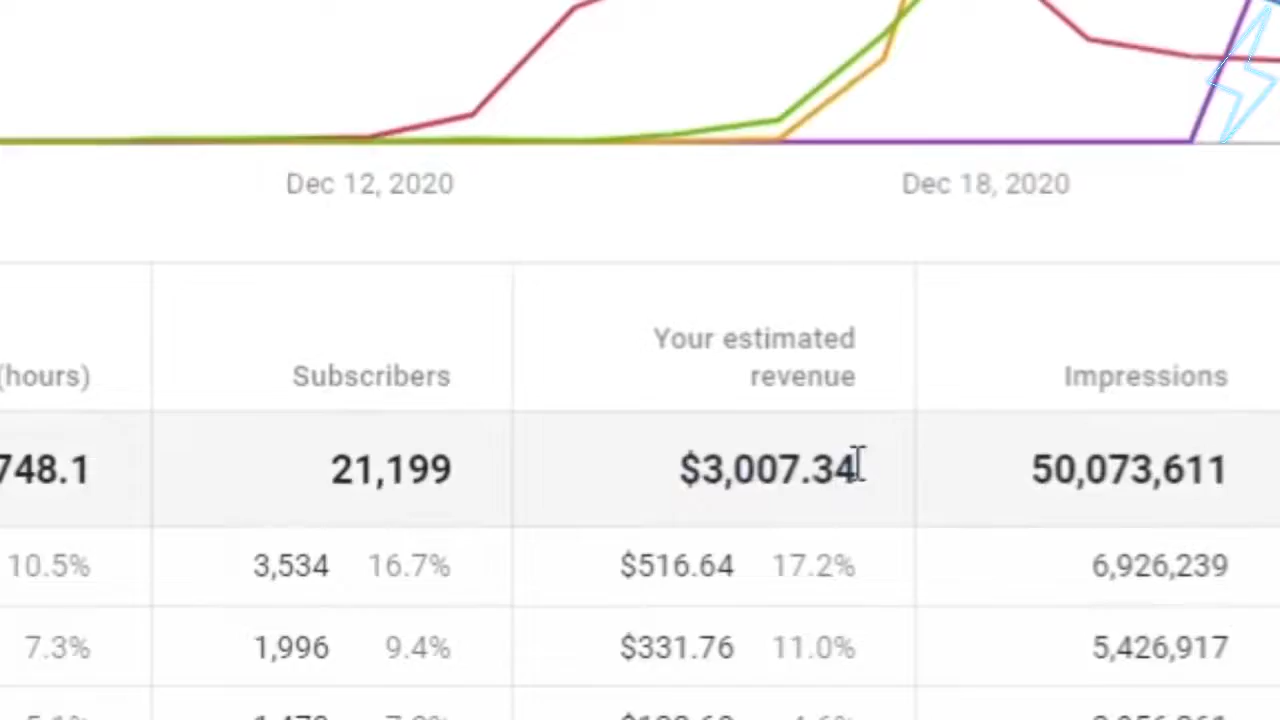 Dec 12, 2020 Dec 18, 2020
Your estimated
(hours) Subscribers revenue Impressions
748.1 21,199 $3,007.34 50,073,611
10.5% 3,534 16.7% $516.64 17.2% 6,926,239
7.3% 1,996 9.4% $331.76 11.0% 5,426,917